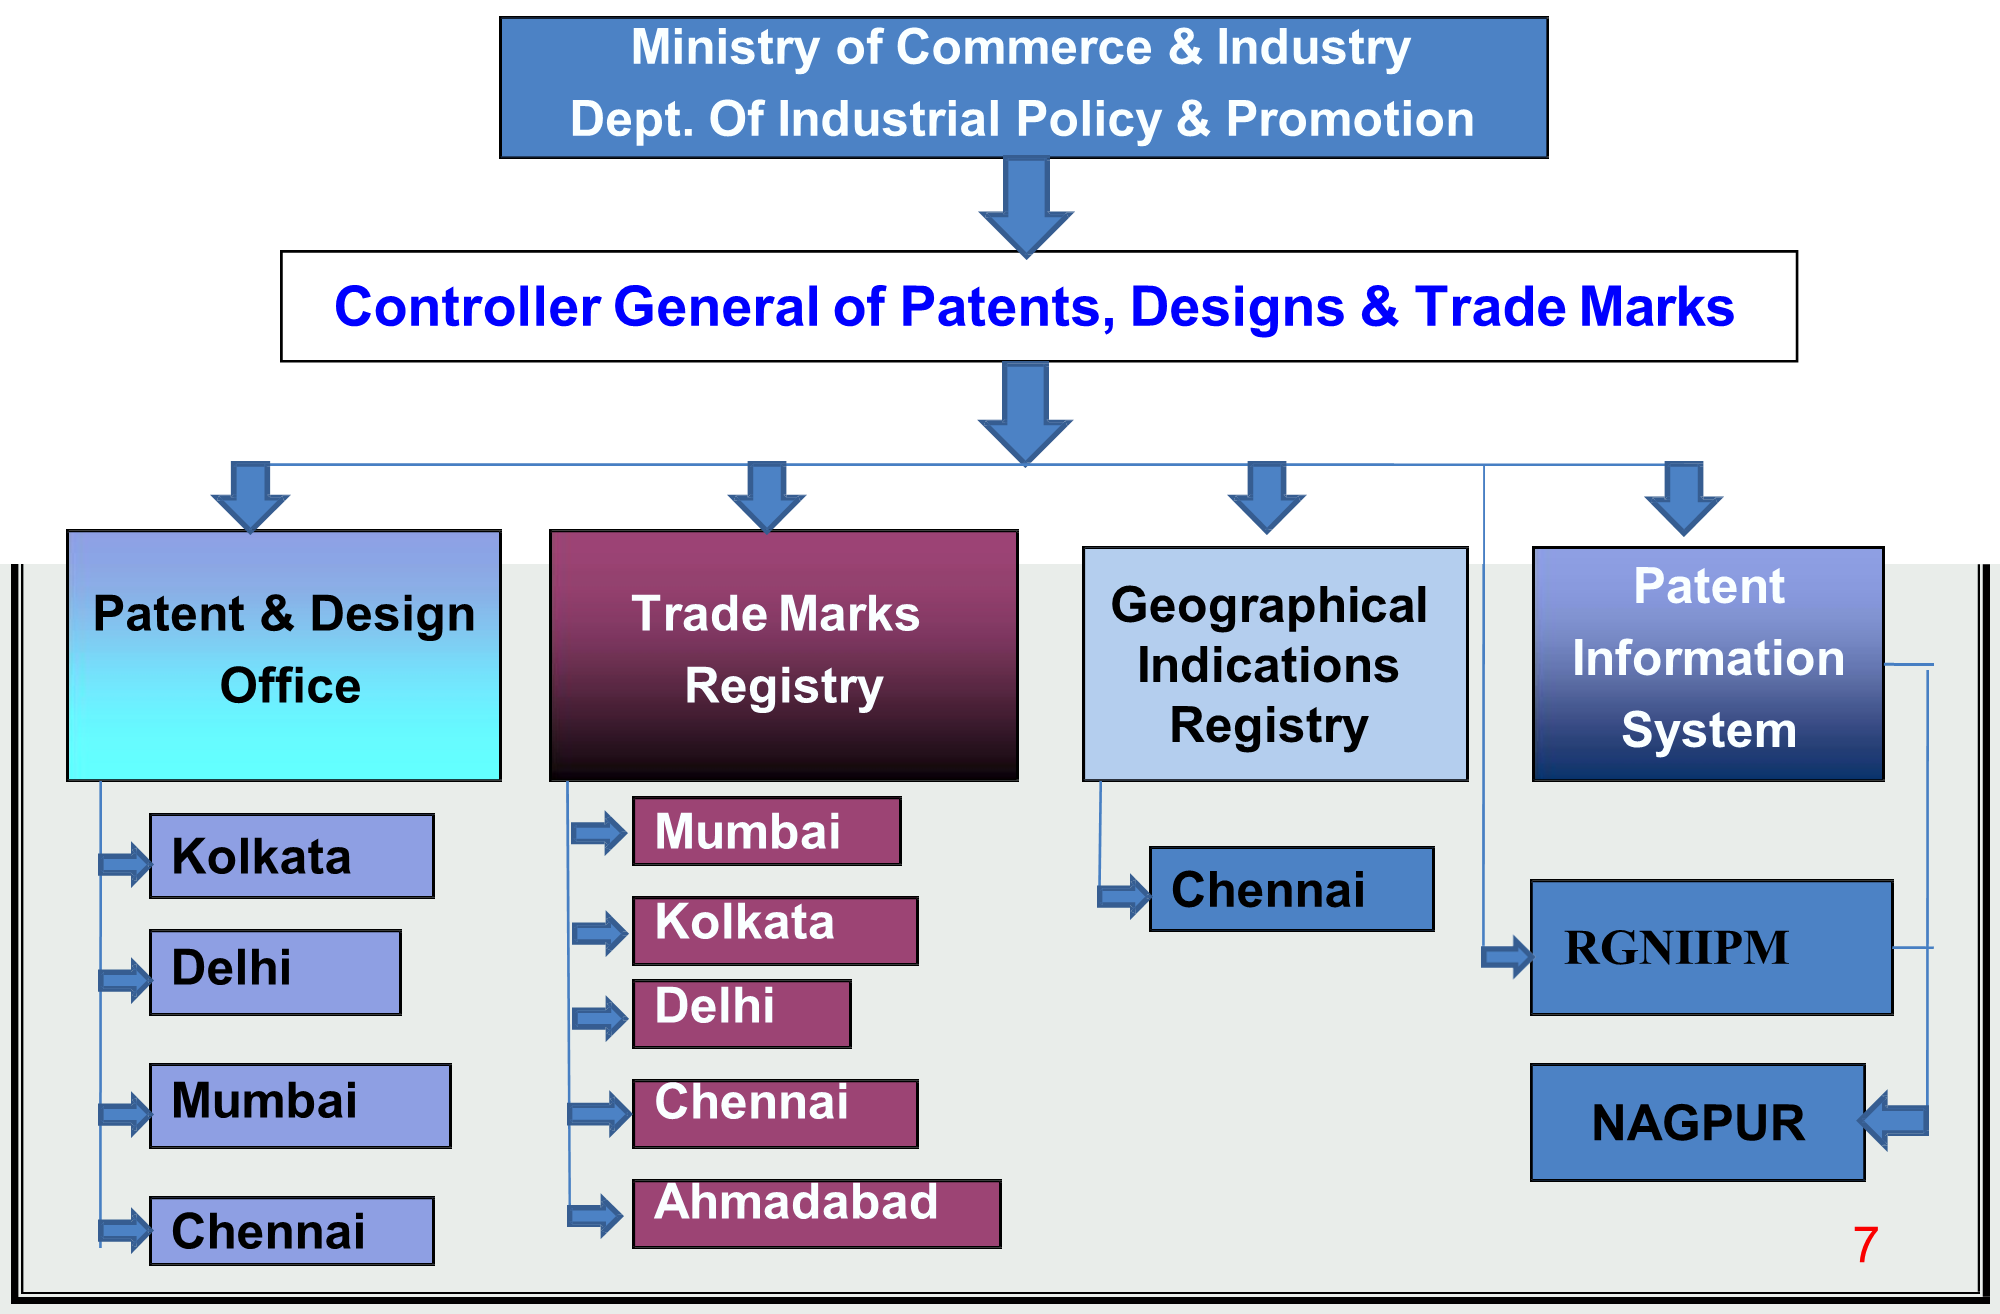 Ministry of Commerce & Industry
Dept. Of Industrial Policy & Promotion
Controller General of Patents, Designs & Trade Marks
Patent & Design
Office
Kolkata
Delhi
Mumbai
Chennai
Trade Marks
Registry
Mumbai
Kolkata
Delhi
Chennai
Ahmadabad
Geographical
Indications
Registry
Chennai
Patent
Information
System
RGNIIPM
NAGPUR
7